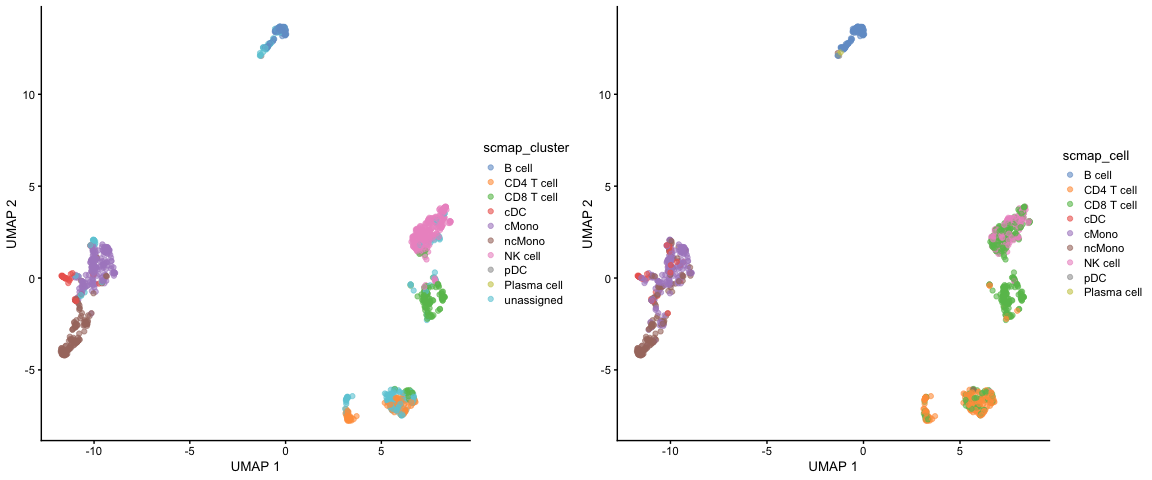 10
5
0
-5
-10
-5
0
5
UMAP 1
UMAP 2
scmap_cluster
B cell
CD4 T cell
CD8 T cell
cDC
cMono
ncMono
NK cell
pDC
Plasma cell
unassigned
10
5
0
-5
-10
-5
0
5
UMAP 1
UMAP 2
scmap_cell
B cell
CD4 T cell
CD8 T cell
cDC
cMono
ncMono
NK cell
pDC
Plasma cell